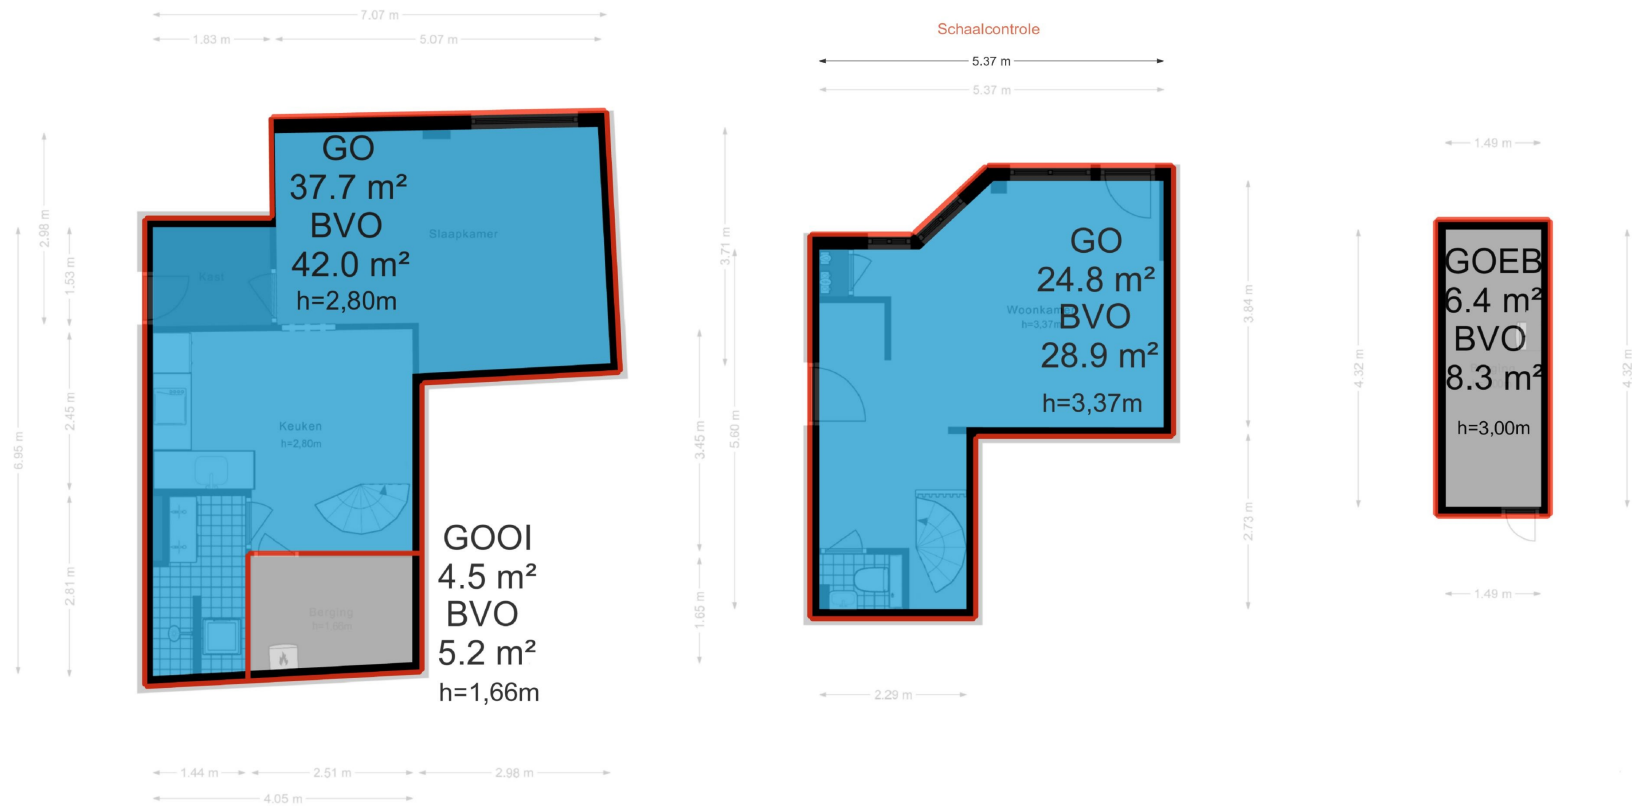 7.07 m
1.83 m
5.07 m
2.98 m
1.53 m
6.95 m
2.45 m
2.81 m
GO
37.7 m²
BVO
42.0 m²
h=2,80m
Slaapkamer
Kast
Keuken
h=2,80m
Berging
h=1,66m
GOOI
4.5 m²
BVO
5.2 m²
h=1,66m
1.44 m
2.51 m
2.98 m
4.05 m
Schaalcontrole
5.37 m
5.37 m
3.71 m
5.60 m
3.45 m
1.65 m
GO
24.8 m²
BVO
28.9 m²
h=3,37m
Woonkamer
h=3,37m
3.84 m
2.73 m
2.29 m
1.49 m
4.32 m
GOEB
6.4 m²
BVO
8.3 m²
h=3,00m
4.32 m
1.49 m